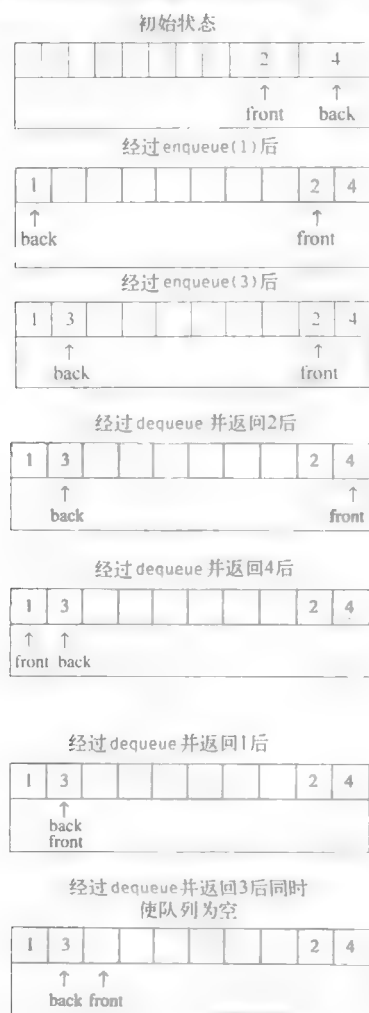 初始状态
2 4
↑ ↑
front back
经过enqueue(1)后
1 2 4
↑ ↑
back front
经过enqueue(3)后
1 3 2 4
↑ ↑
back front
经过dequeue 并返回2后
1 3 2 4
↑ ↑
back front
经过dequeue 并返回4后
1 3 2 4
↑ ↑
front back
经过dequeue 并返回1后
1 3 2 4
↑
back
front
经过dequeue并返回3后同时
使队列为空
1 3 2 4
↑ ↑
back front